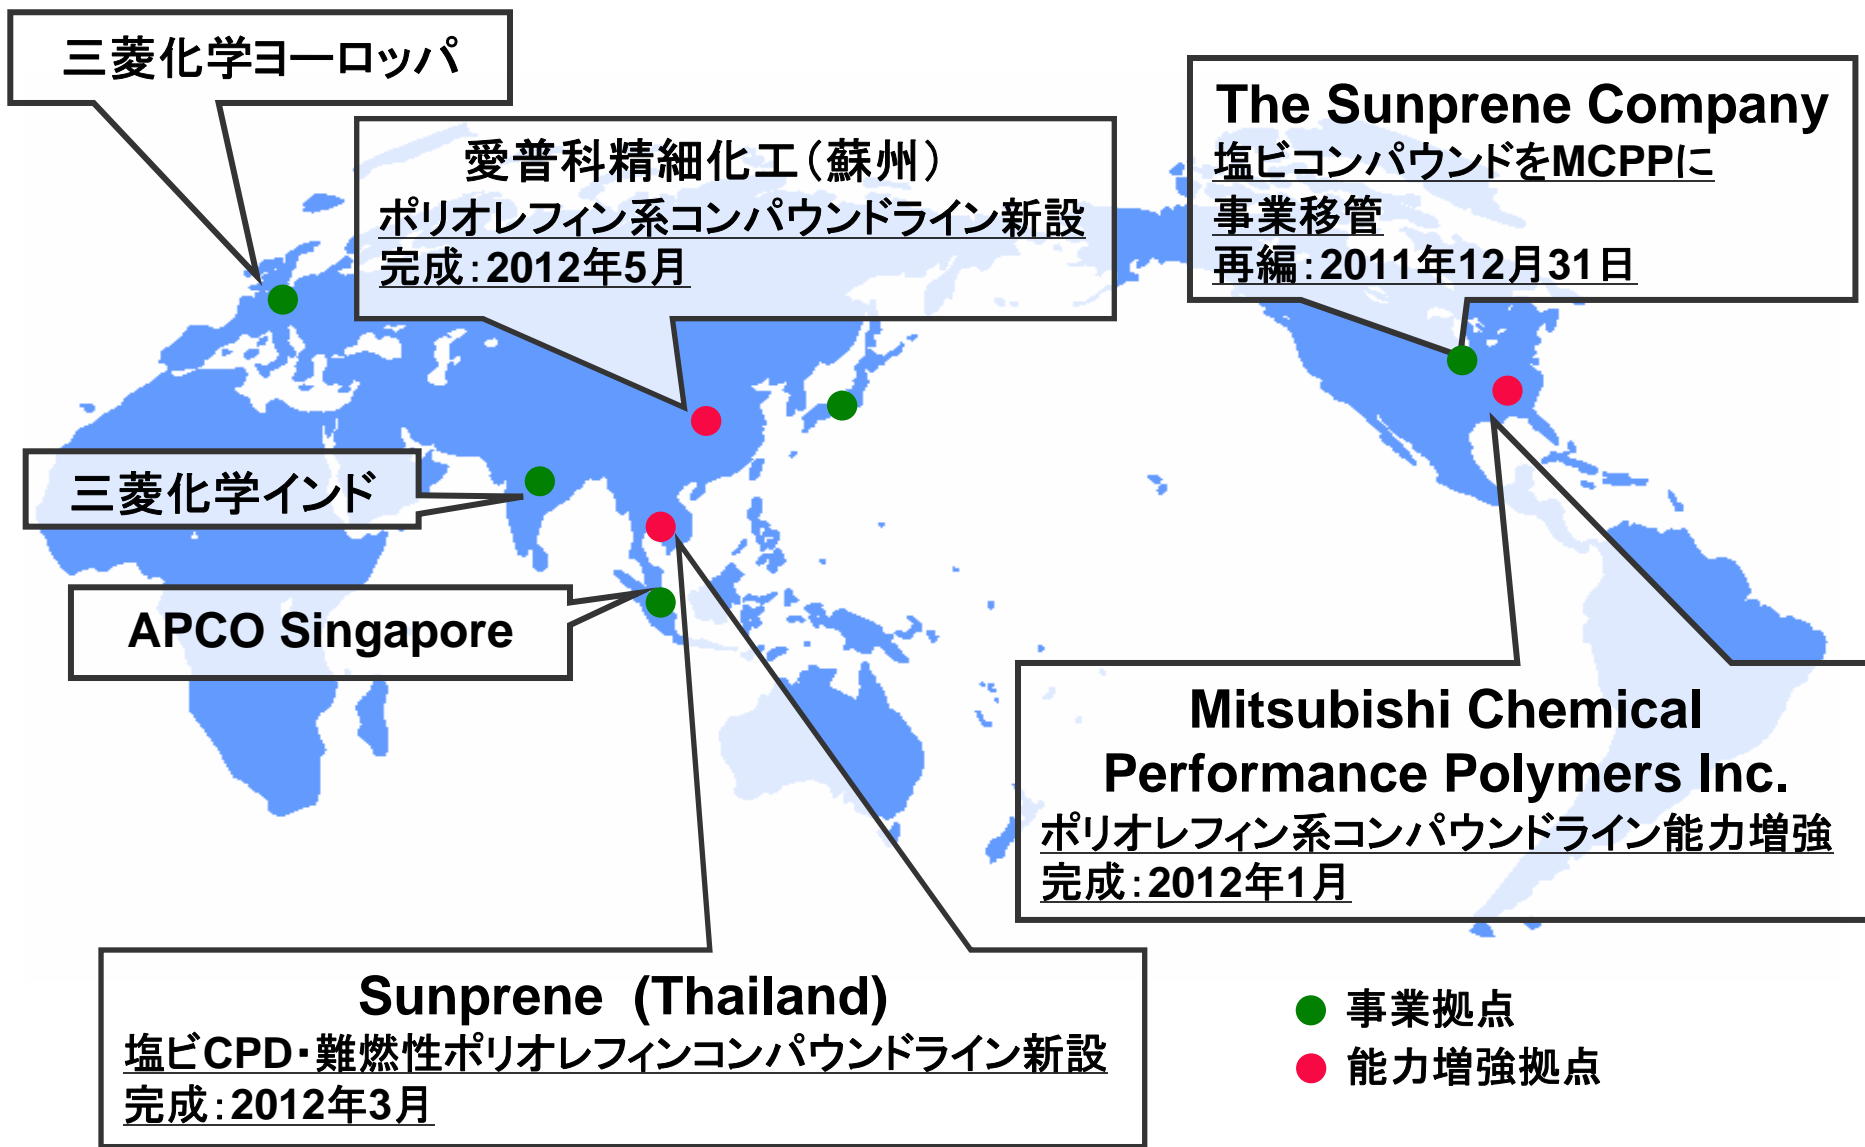 三菱化学ヨーロッパ
愛普科精細化工（蘇州）
ポリオレフィン系コンパウンドライン新設
完成：2012年5月
The Sunprene Company
塩ビコンパウンドをMCPPに
事業移管
再編：2011年12月31日
三菱化学インド
APCO Singapore
Mitsubishi Chemical
Performance Polymers Inc.
ポリオレフィン系コンパウンドライン能力増強
完成：2012年1月
Sunprene (Thailand)
塩ビCPD・難燃性ポリオレフィンコンパウンドライン新設
完成：2012年3月
事業拠点
能力増強拠点